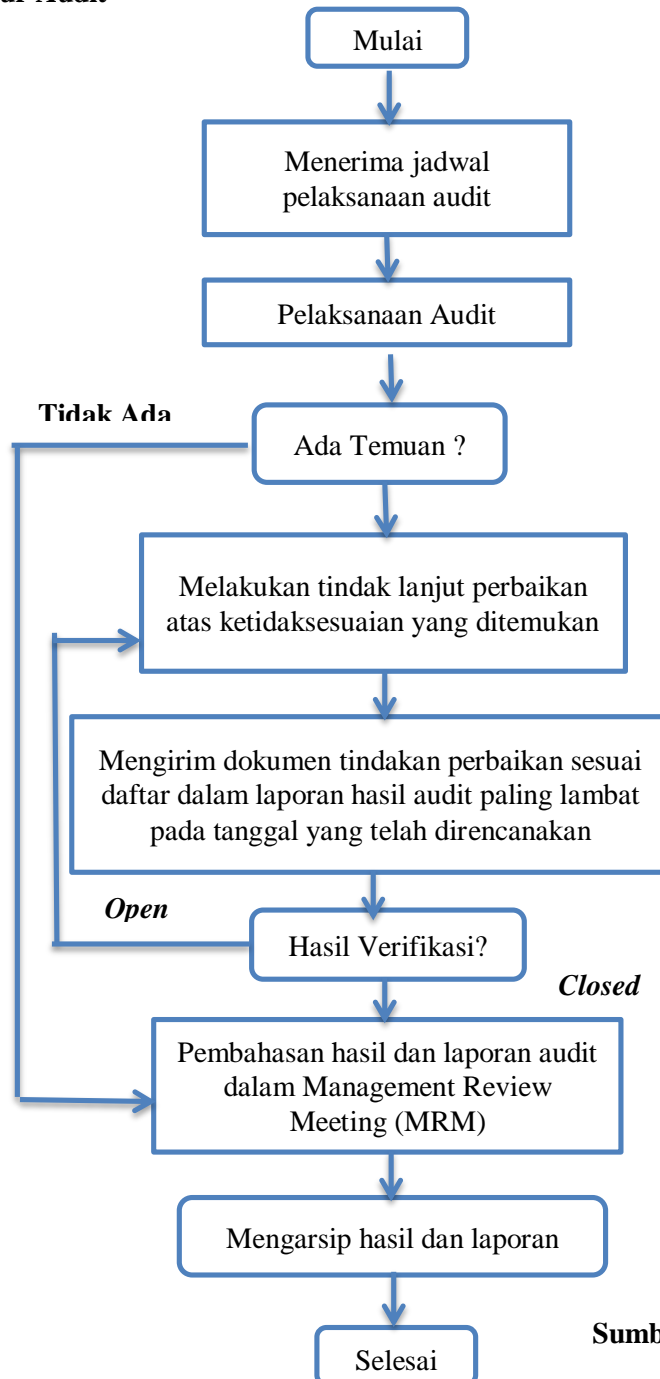 Audit
Mulai
Menerima jadwal
pelaksanaan audit
Pelaksanaan Audit
Tidak Ada
Ada Temuan ?
Melakukan tindak lanjut perbaikan
atas ketidaksesuaian yang ditemukan
Mengirim dokumen tindakan perbaikan sesuai
daftar dalam laporan hasil audit paling lambat
pada tanggal yang telah direncanakan
Open
Hasil Verifikasi?
Closed
Pembahasan hasil dan laporan audit
dalam Management Review
Meeting (MRM)
Mengarsip hasil dan laporan
Selesai